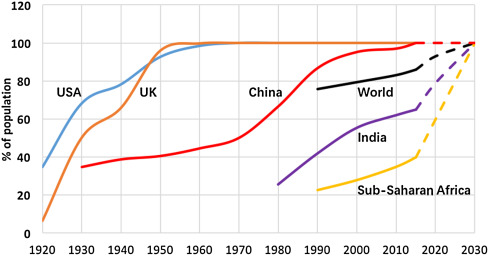 % of population
120
100
80
60
40
20
0
USA
UK
China
World
India
Sub-Saharan Africa
1920 1930 1940 1950 1960 1970 1980 1990 2000 2010 2020 2030